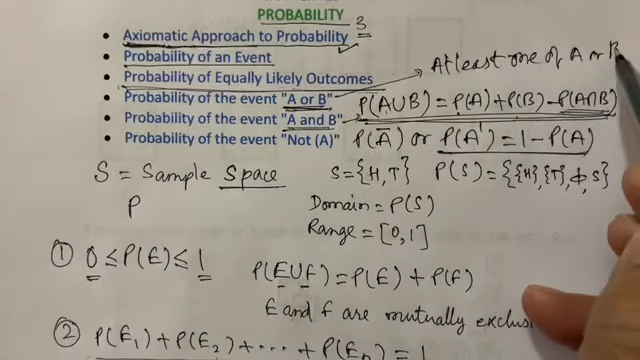 PROBABILITY
• Axiomatic Approach to Probability 3
• Probability of an Event
• Probability of Equally Likely Outcomes
Atleast one of A or B
• Probability of the event "A or B" P(A∪B) = P(A)+P(B)-P(A∩B)
• Probability of the event "A and B"
• Probability of the event "Not (A)" P(A̅) or P(A') = 1-P(A)
S = Sample Space S={H,T} P(S)={{H},{T},ϕ,S}
P Domain = P(S)
Range = [0,1]
① 0≤P(E)≤1
P(E∪F)=P(E)+P(F)
E and F are mutually
② P(E₁)+P(E₂)+....+P(Eₙ)=1